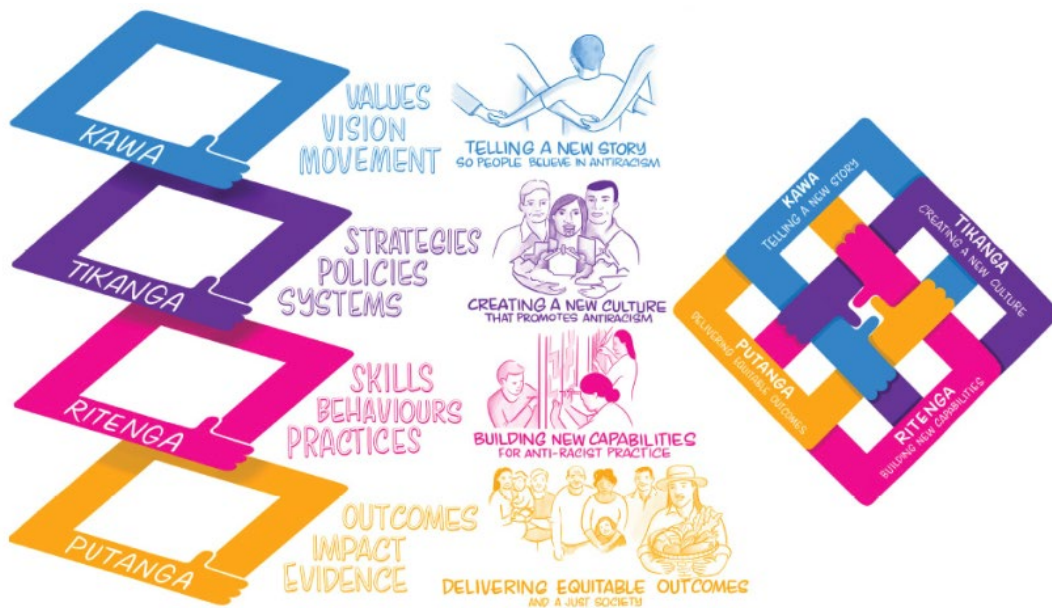 KAWA
VALUES
VISION
MOVEMENT
TELLING A NEW STORY
SO PEOPLE BELIEVE IN ANTIRACISM
TIKANGA
STRATEGIES
POLICIES
SYSTEMS
CREATING A NEW CULTURE
THAT PROMOTES ANTIRACISM
RITENGA
SKILLS
BEHAVIOURS
PRACTICES
BUILDING NEW CAPABILITIES
FOR ANTI-RACIST PRACTICE
PUTANGA
OUTCOMES
IMPACT
EVIDENCE
DELIVERING EQUITABLE OUTCOMES
AND A JUST SOCIETY
KAWA
TELLING A NEW STORY
TIKANGA
CREATING A NEW CULTURE
PUTANGA
DELIVERING EQUITABLE OUTCOMES
RITENGA
BUILDING NEW CAPABILITIES